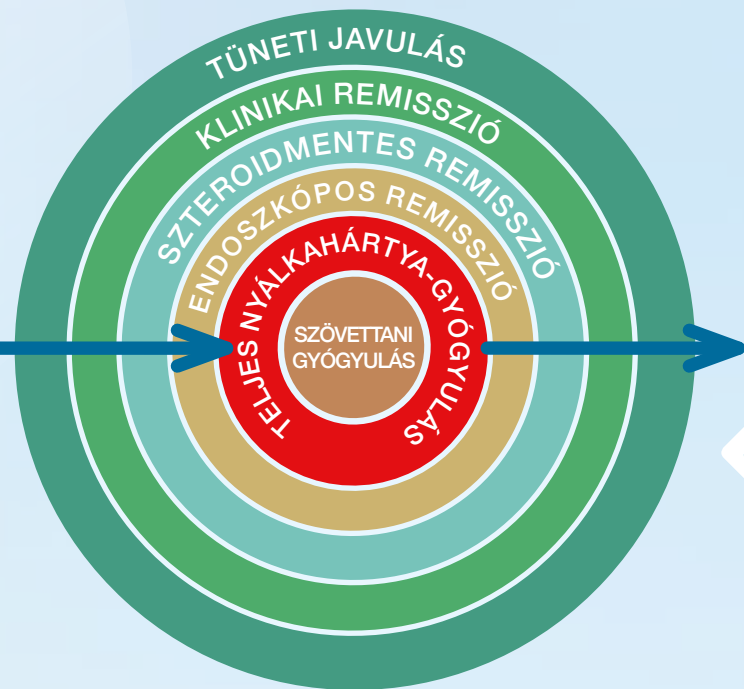 TÜNETI JAVULÁS
KLINIKAI REMISSZIÓ
SZTEROIDMENTES REMISSZIÓ
ENDOSZKÓPOS REMISSZIÓ
TELJES NYÁLKAHÁRTYA-GYÓGYULÁS
SZÖVETTANI
GYÓGYULÁS